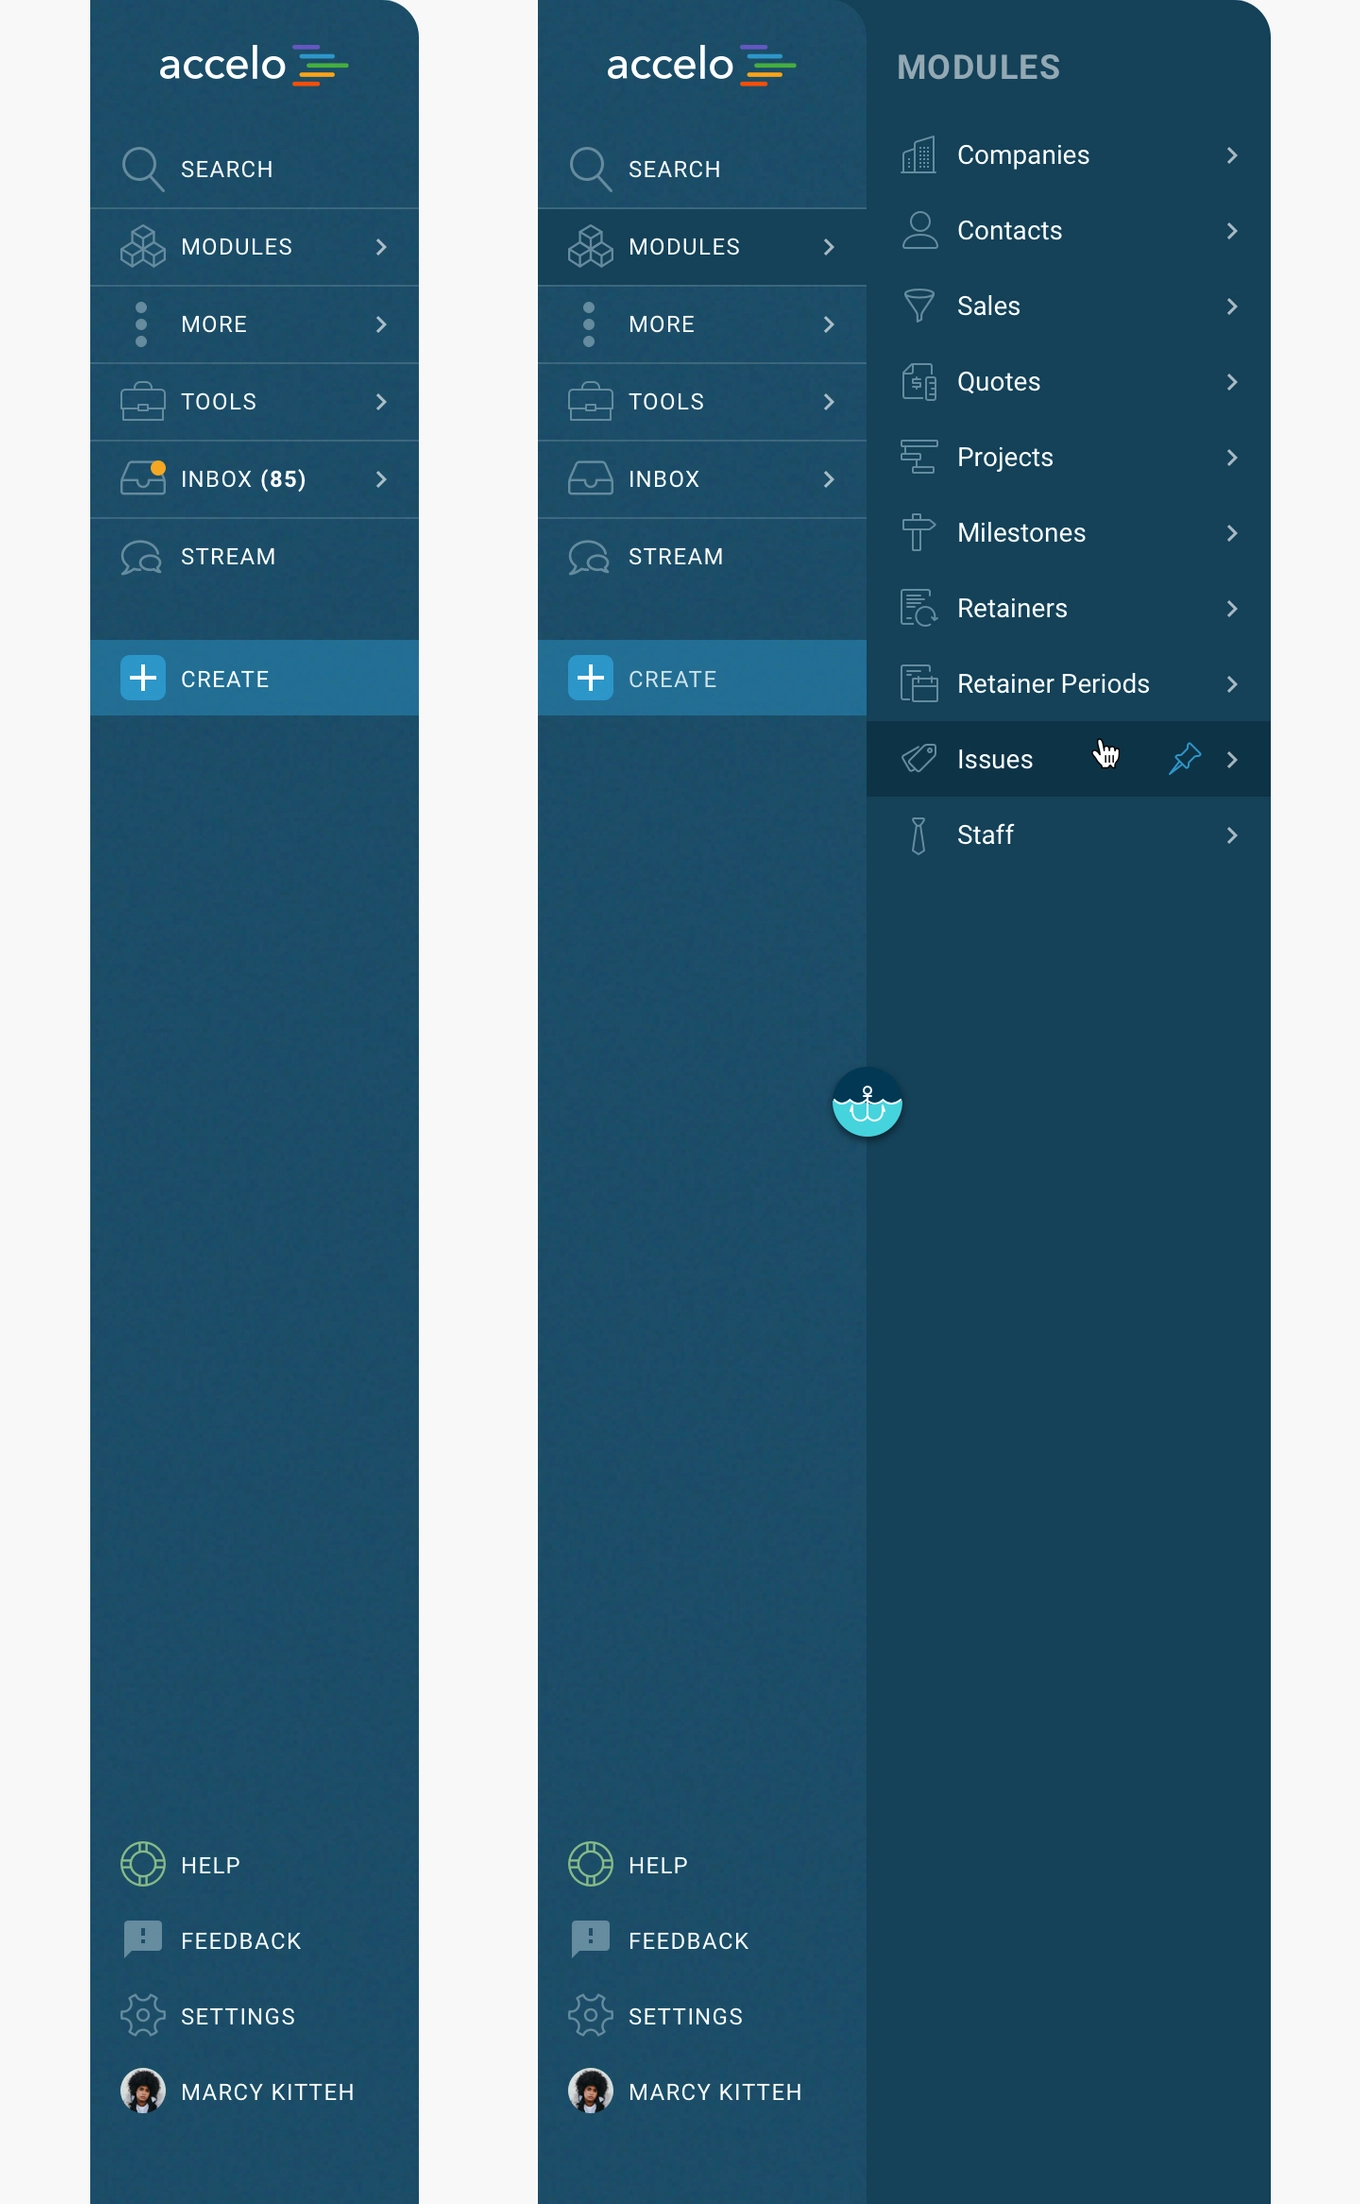 accelo
SEARCH
MODULES
MORE
TOOLS
INBOX (85)
STREAM
CREATE
HELP
FEEDBACK
SETTINGS
MARCY KITTEH
accelo
SEARCH
MODULES
MORE
TOOLS
INBOX
STREAM
CREATE
HELP
FEEDBACK
SETTINGS
MARCY KITTEH
MODULES
Companies
Contacts
Sales
Quotes
Projects
Milestones
Retainers
Retainer Periods
Issues
Staff